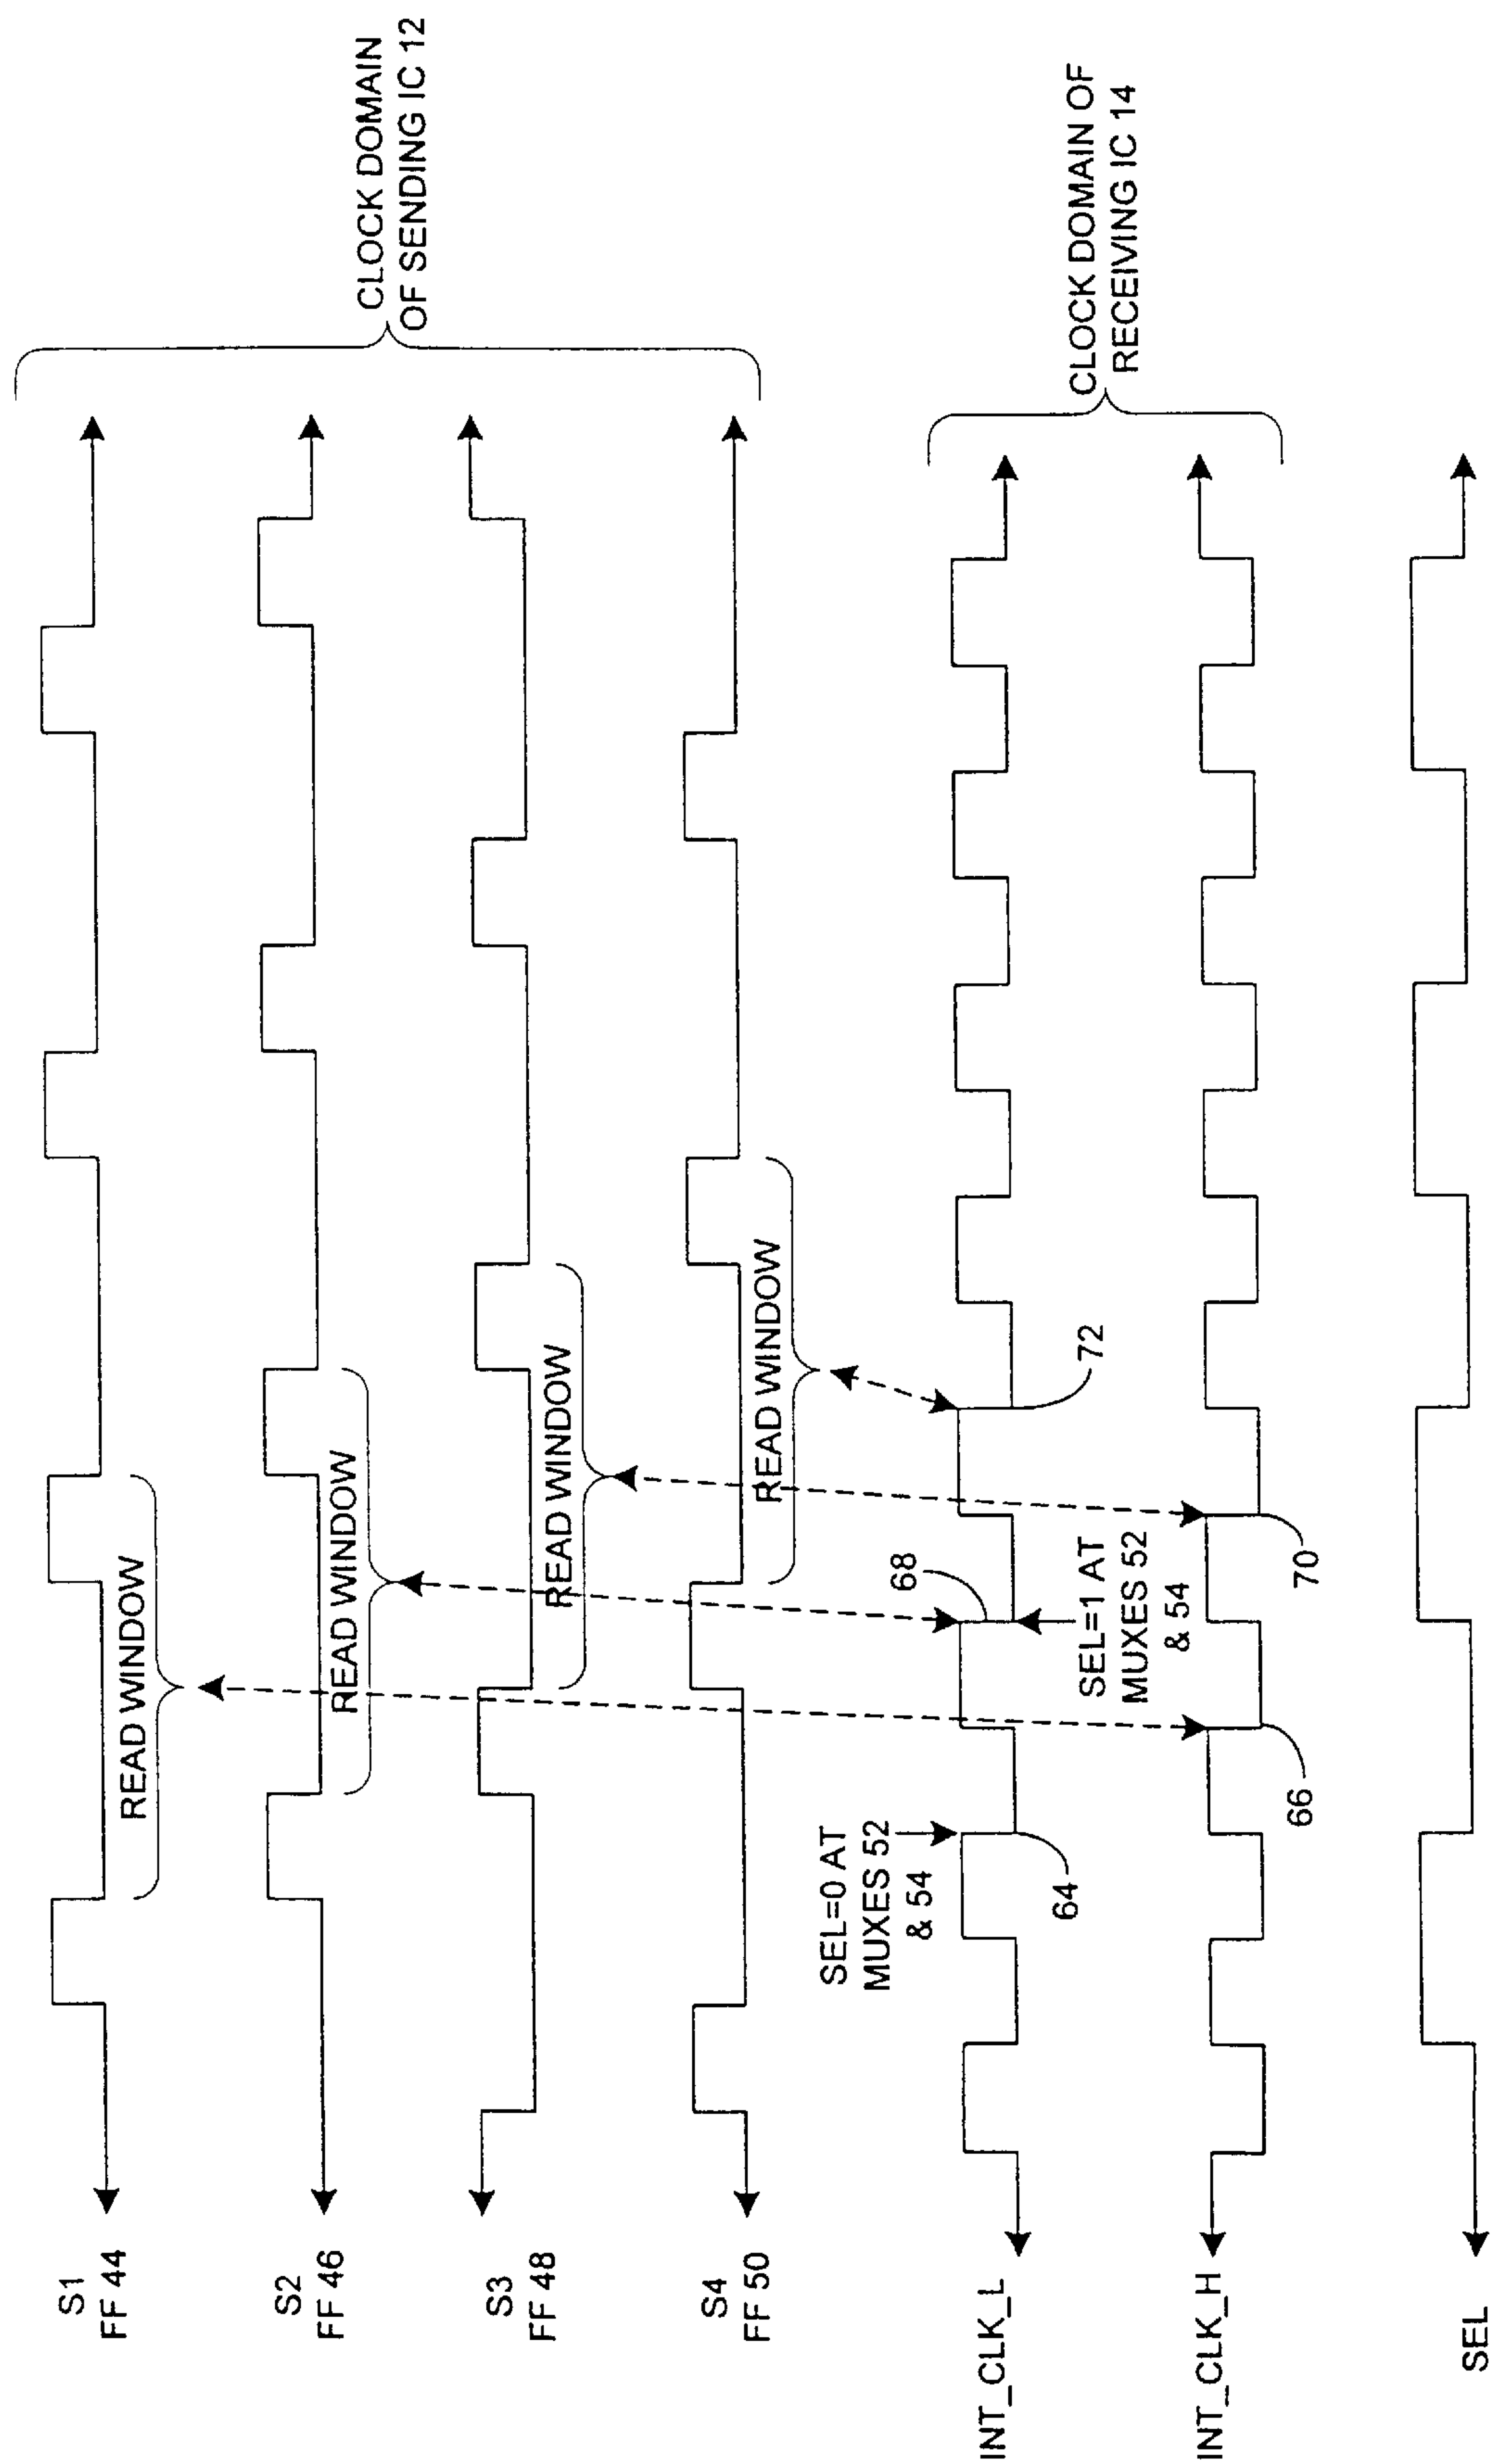 S1
FF 44
READ WINDOW
S2
FF 46
READ WINDOW
S3
FF 48
READ WINDOW
S4
FF 50
READ WINDOW
CLOCK DOMAIN
OF SENDING IC 12
SEL=0 AT
MUXES 52
& 54
64
68
SEL=1 AT
MUXES 52
& 54
72
INT_CLK_L
INT_CLK_H
66
70
CLOCK DOMAIN OF
RECEIVING IC 14
SEL